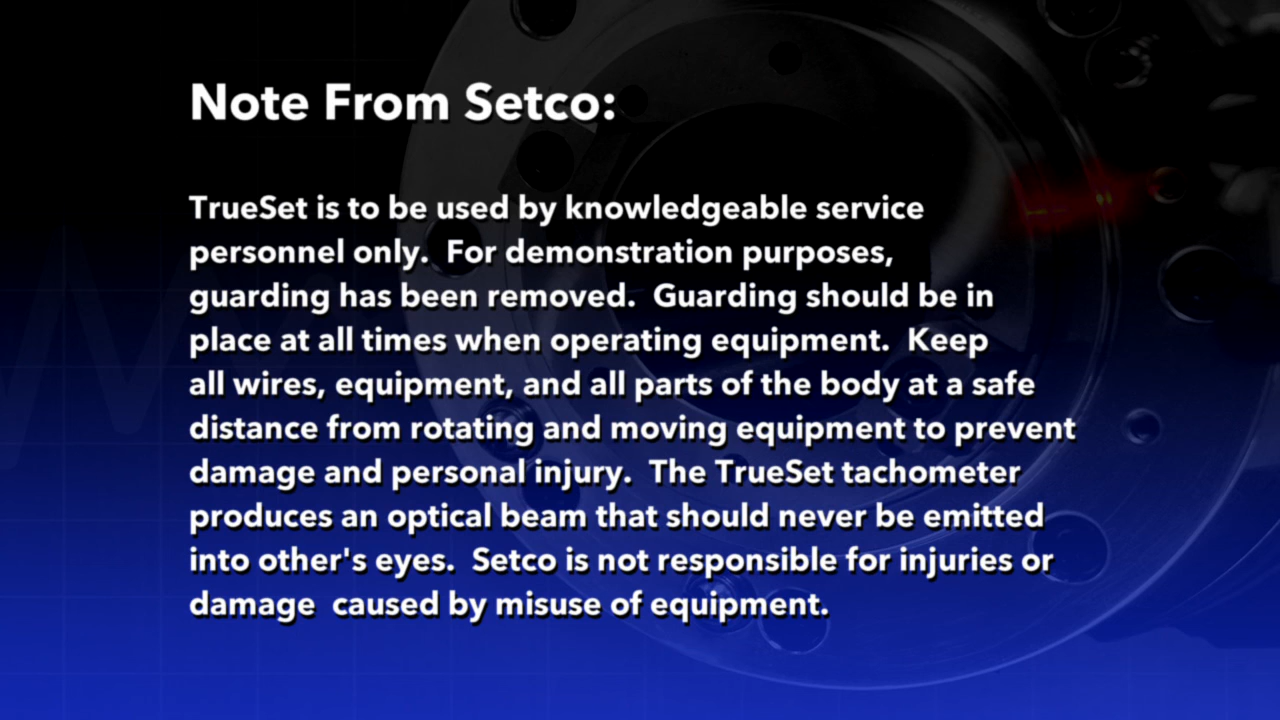 Note From Setco:
TrueSet is to be used by knowledgeable service
personnel only.  For demonstration purposes,
guarding has been removed.  Guarding should be in
place at all times when operating equipment.  Keep
all wires, equipment, and all parts of the body at a safe
distance from rotating and moving equipment to prevent
damage and personal injury.  The TrueSet tachometer
produces an optical beam that should never be emitted
into other's eyes.  Setco is not responsible for injuries or
damage  caused by misuse of equipment.